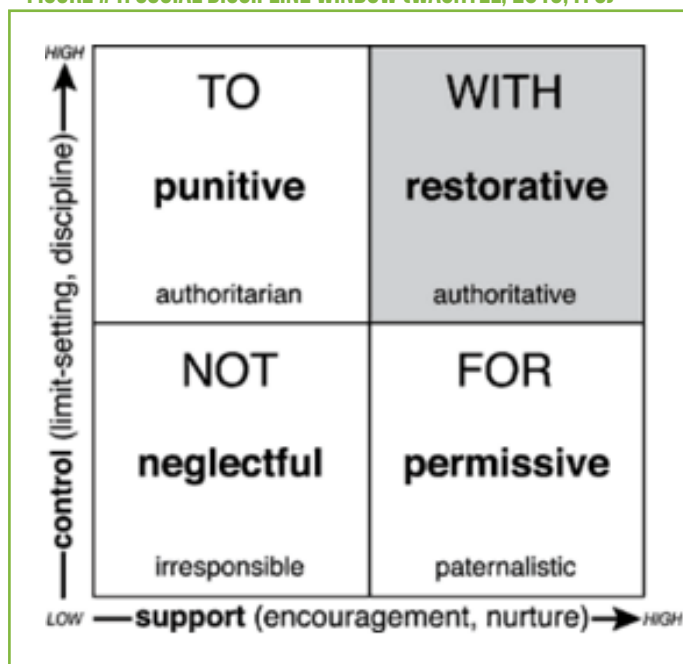 HIGH
TO
WITH
punitive
restorative
authoritarian
authoritative
NOT
FOR
neglectful
permissive
irresponsible
paternalistic
control (limit-setting, discipline)
LOW
support (encouragement, nurture)
HIGH